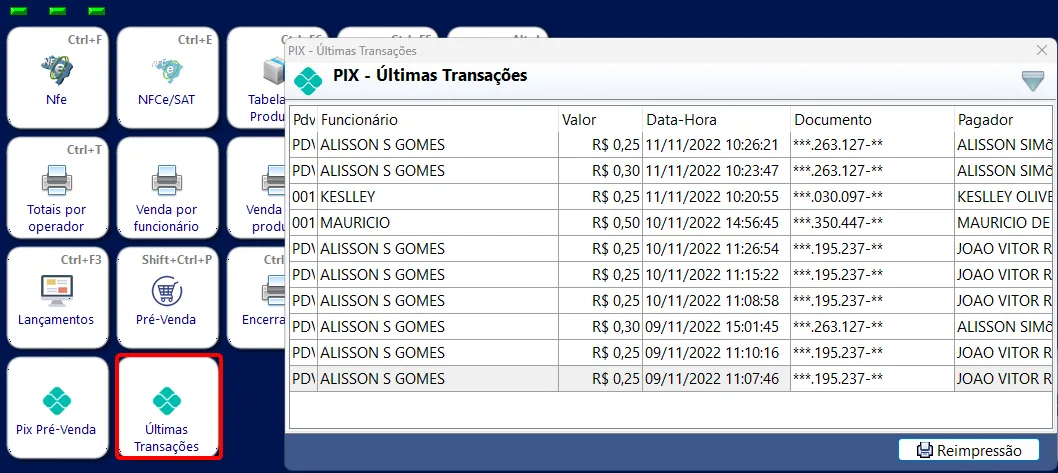 Ctrl+F
Nfe
Ctrl+E
NFCe/SAT
Tabela
Produ
Ctrl+T
Totais por
operador
Venda por
funcionário
Venda
produ
Ctrl+F3
Lançamentos
Shift+Ctrl+P
Pré-Venda
Ctrl
Encerra
Pix Pré-Venda
Últimas
Transações
PIX - Últimas Transações
PIX - Últimas Transações
Pdv Funcionário Valor Data-Hora Documento Pagador
PDV ALISSON S GOMES R$ 0,25 11/11/2022 10:26:21 ***.263.127-** ALISSON SIMõ
PDV ALISSON S GOMES R$ 0,30 11/11/2022 10:23:47 ***.263.127-** ALISSON SIMõ
001 KESLLEY R$ 0,25 11/11/2022 10:20:55 ***.030.097-** KESLLEY OLIVE
001 MAURICIO R$ 0,50 10/11/2022 14:56:45 ***.350.447-** MAURICIO DE
PDV ALISSON S GOMES R$ 0,25 10/11/2022 11:26:54 ***.195.237-** JOAO VITOR R
PDV ALISSON S GOMES R$ 0,25 10/11/2022 11:15:22 ***.195.237-** JOAO VITOR R
PDV ALISSON S GOMES R$ 0,25 10/11/2022 11:08:58 ***.195.237-** JOAO VITOR R
PDV ALISSON S GOMES R$ 0,30 09/11/2022 15:01:45 ***.263.127-** ALISSON SIMõ
PDV ALISSON S GOMES R$ 0,25 09/11/2022 11:10:16 ***.195.237-** JOAO VITOR R
PDV ALISSON S GOMES R$ 0,25 09/11/2022 11:07:46 ***.195.237-** JOAO VITOR R
Reimpressão